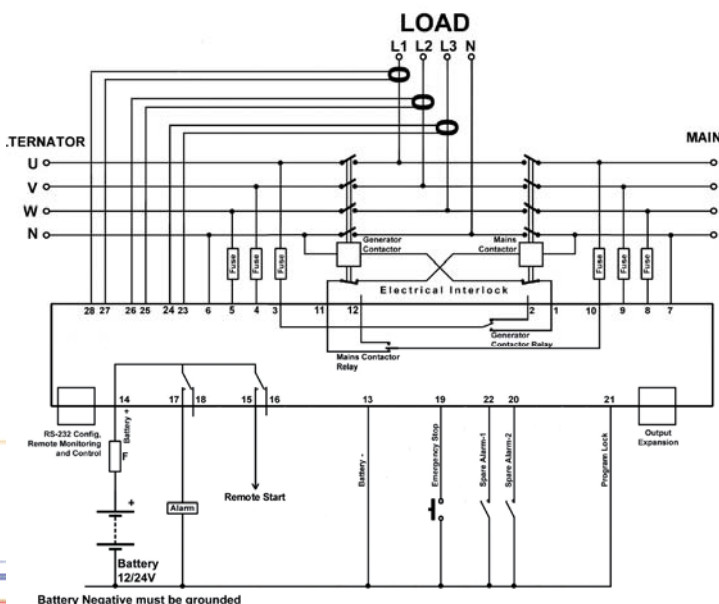 LOAD
L1 L2 L3 N
.TERNATOR
MAIN
U
V
W
N
Generator
Contactor
Mains
Contactor
Fuse Fuse Fuse Fuse Fuse Fuse
Electrical Interlock
28 27 26 25 24 23 6 5 4 3 11 12 2 1 10 9 8 7
Generator
Contactor Relay
Mains Contactor
Relay
14 17 18 15 16 13 19 22 20 21
RS-232 Config,
Remote Monitoring
and Control
Battery +
F
Alarm
Remote Start
Battery -
Emergency Stop
Spare Alarm-1
Spare Alarm-2
Program Lock
Output
Expansion
+
Battery
12/24V
Battery Negative must be grounded